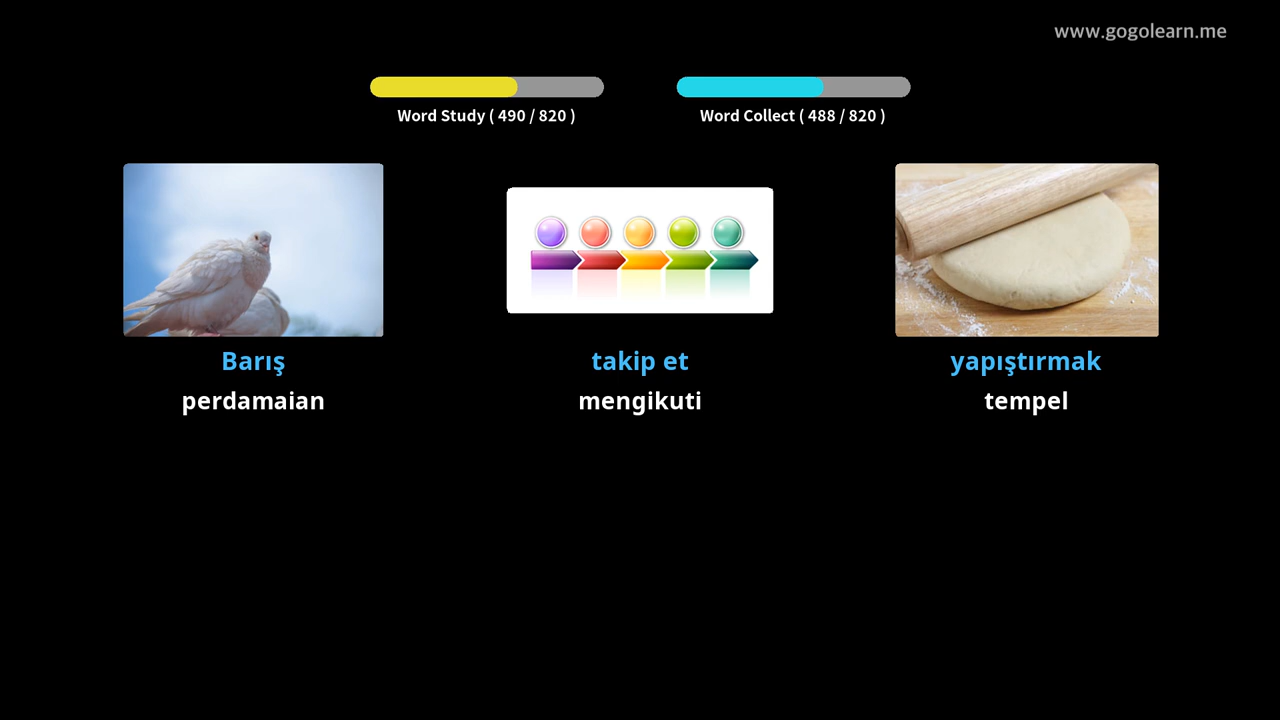 www.gogolearn.me
Word Study ( 490 / 820 )
Word Collect ( 488 / 820 )
Barış
perdamaian
takip et
mengikuti
yapıştırmak
tempel